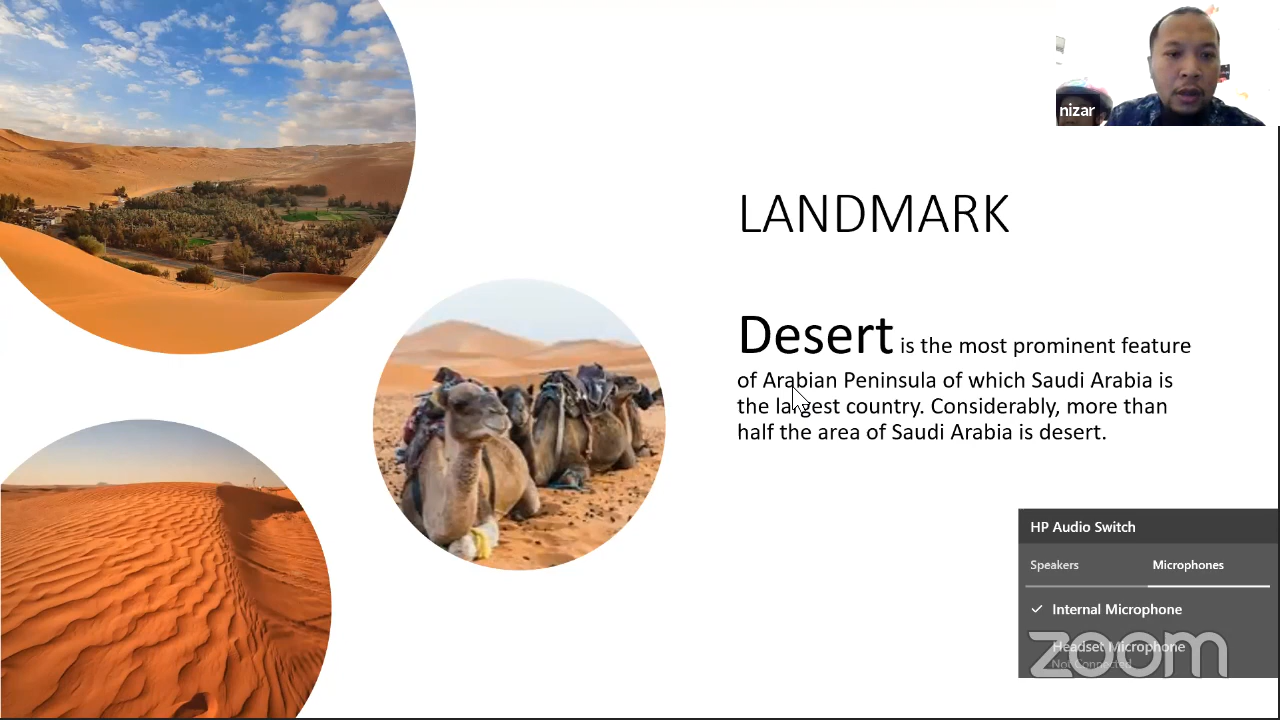 nizar
LANDMARK
Desert is the most prominent feature
of Arabian Peninsula of which Saudi Arabia is
the largest country. Considerably, more than
half the area of Saudi Arabia is desert.
HP Audio Switch
Speakers Microphones
Internal Microphone
Headset Microphone
Not Connected
zoom